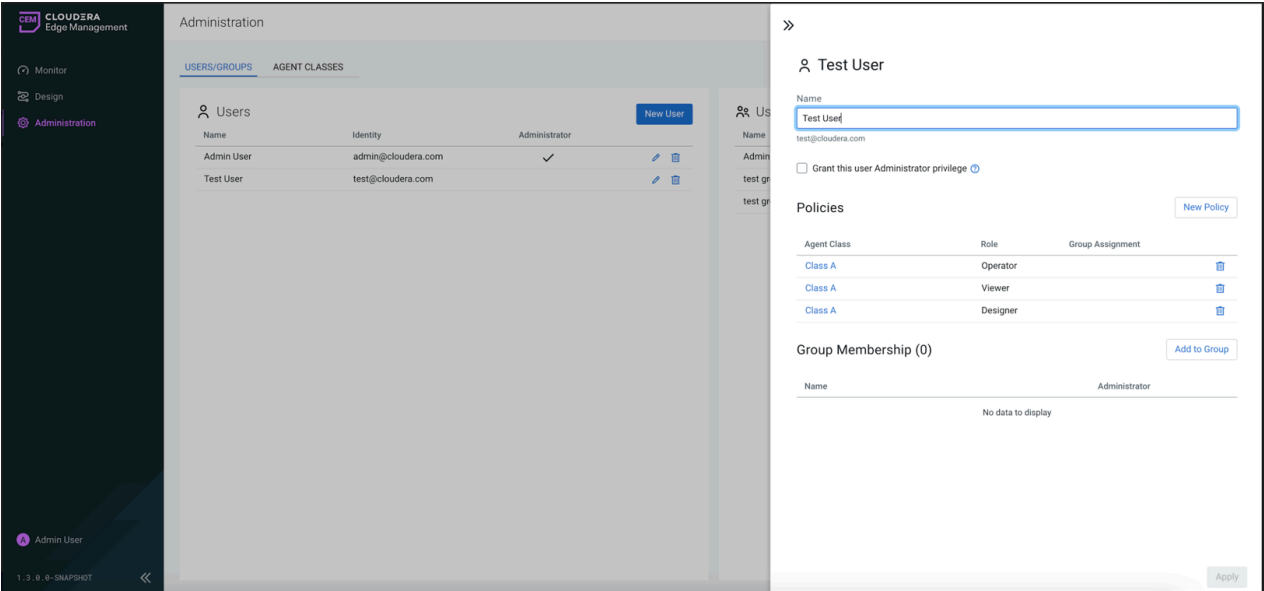 CEM CLOUDERA
Edge Management
Monitor
Design
Administration
Admin User
1.3.0.0-SNAPSHOT
Administration
USERS/GROUPS AGENT CLASSES
Users New User
Name Identity Administrator
Admin User admin@cloudera.com
Test User test@cloudera.com
Us
Name
Admin
test gr
test gr
Test User
Name
Test User
test@cloudera.com
Grant this user Administrator privilege
Policies New Policy
Agent Class Role Group Assignment
Class A Operator
Class A Viewer
Class A Designer
Group Membership (0) Add to Group
Name Administrator
No data to display
Apply